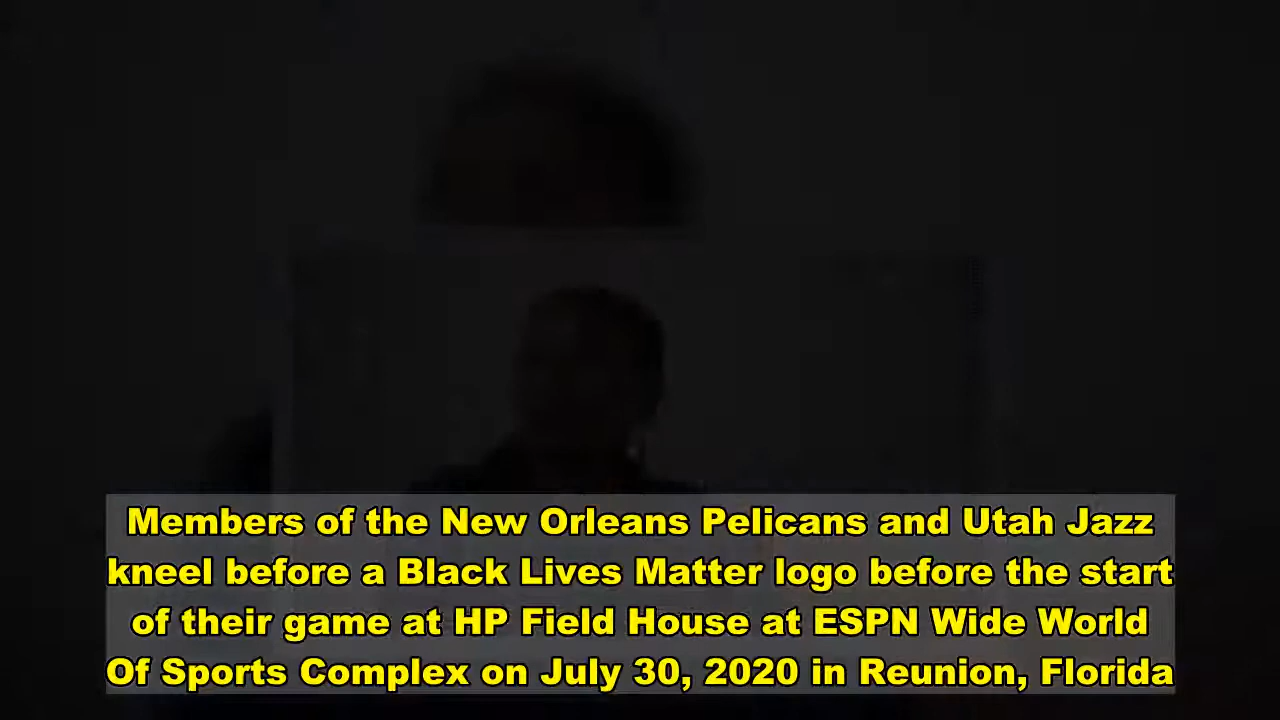 Members of the New Orleans Pelicans and Utah Jazz
kneel before a Black Lives Matter logo before the start
of their game at HP Field House at ESPN Wide World
Of Sports Complex on July 30, 2020 in Reunion, Florida